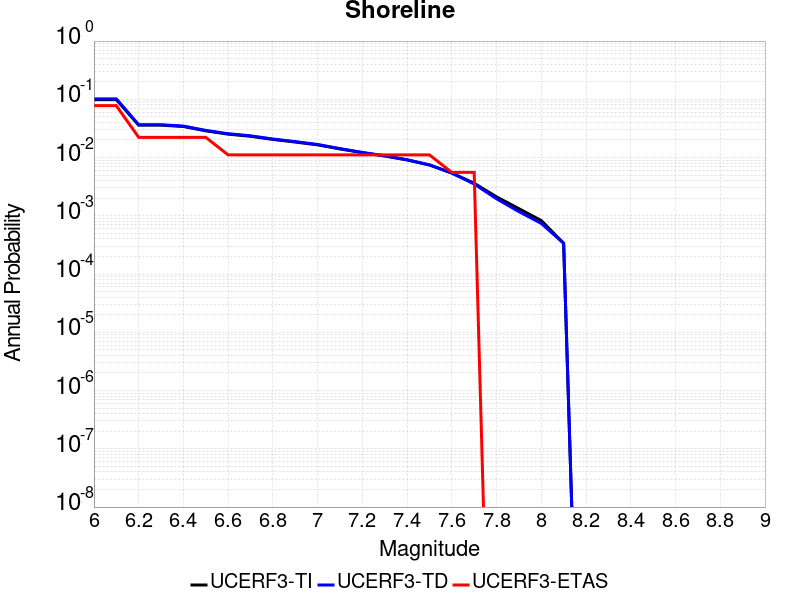 Shoreline
10^0
10^-1
10^-2
10^-3
10^-4
10^-5
10^-6
10^-7
10^-8
Annual Probability
6 6.2 6.4 6.6 6.8 7 7.2 7.4 7.6 7.8 8 8.2 8.4 8.6 8.8 9
Magnitude
UCERF3-TI UCERF3-TD UCERF3-ETAS